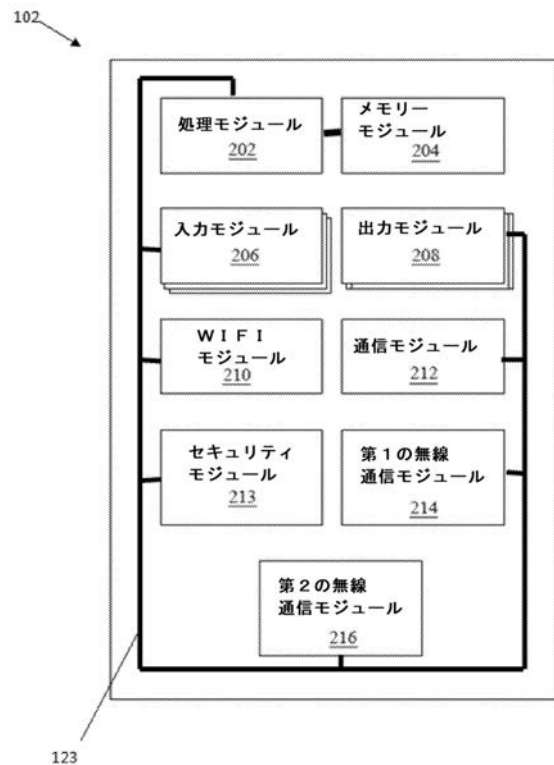 102
処理モジュール
202
メモリー
モジュール
204
入力モジュール
206
出力モジュール
208
ＷＩＦＩ
モジュール
210
通信モジュール
212
セキュリティ
モジュール
213
第１の無線
通信モジュール
214
第２の無線
通信モジュール
216
123